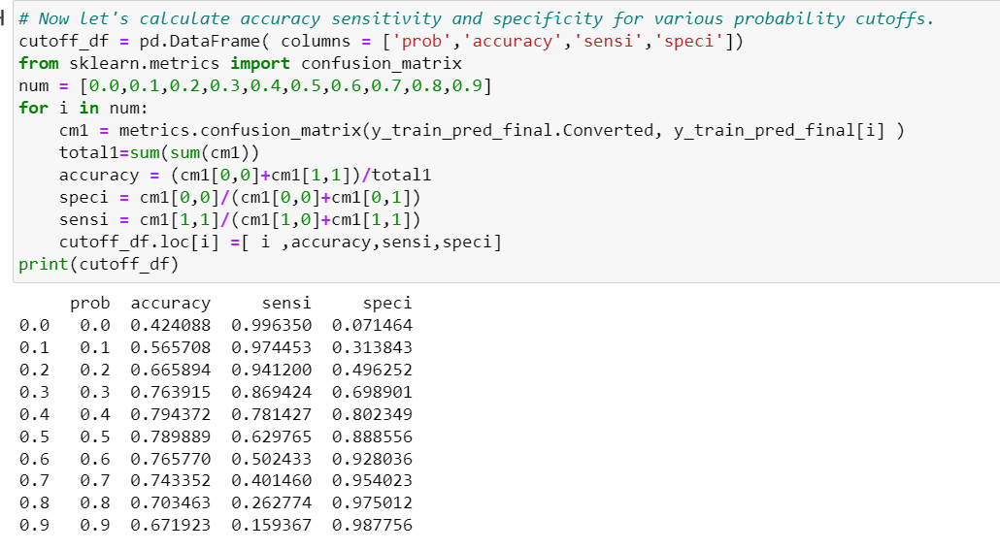 # Now let's calculate accuracy sensitivity and specificity for various probability cutoffs.
cutoff_df = pd.DataFrame( columns = ['prob','accuracy','sensi','speci'])
from sklearn.metrics import confusion_matrix
num = [0.0,0.1,0.2,0.3,0.4,0.5,0.6,0.7,0.8,0.9]
for i in num:
    cm1 = metrics.confusion_matrix(y_train_pred_final.Converted, y_train_pred_final[i] )
    total1=sum(sum(cm1))
    accuracy = (cm1[0,0]+cm1[1,1])/total1
    speci = cm1[0,0]/(cm1[0,0]+cm1[0,1])
    sensi = cm1[1,1]/(cm1[1,0]+cm1[1,1])
    cutoff_df.loc[i] =[ i ,accuracy,sensi,speci]
print(cutoff_df)
     prob  accuracy     sensi     speci
0.0   0.0  0.424088  0.996350  0.071464
0.1   0.1  0.565708  0.974453  0.313843
0.2   0.2  0.665894  0.941200  0.496252
0.3   0.3  0.763915  0.869424  0.698901
0.4   0.4  0.794372  0.781427  0.802349
0.5   0.5  0.789889  0.629765  0.888556
0.6   0.6  0.765770  0.502433  0.928036
0.7   0.7  0.743352  0.401460  0.954023
0.8   0.8  0.703463  0.262774  0.975012
0.9   0.9  0.671923  0.159367  0.987756